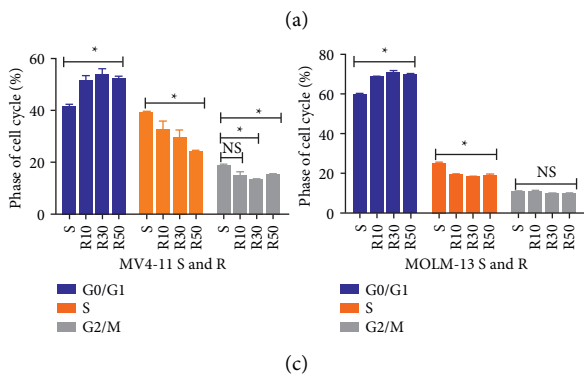 (a)
Phase of cell cycle (%)
60
40
20
0
*
*
*
*
NS
S R10 R30 R50 S R10 R30 R50 S R10 R30 R50
MV4-11 S and R
G0/G1
S
G2/M
Phase of cell cycle (%)
80
60
40
20
0
*
*
NS
S R10 R30 R50 S R10 R30 R50 S R10 R30 R50
MOLM-13 S and R
G0/G1
S
G2/M
(c)